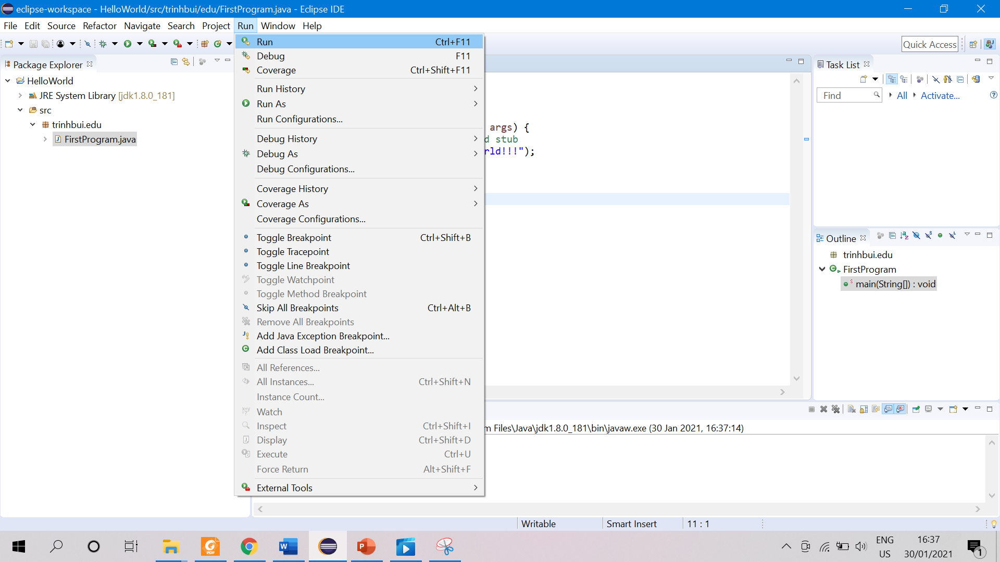 eclipse-workspace - HelloWorld/src/trinhbui/edu/FirstProgram.java - Eclipse IDE
File Edit Source Refactor Navigate Search Project Run Window Help
Quick Access
Package Explorer
HelloWorld
JRE System Library [jdk1.8.0_181]
src
trinhbui.edu
FirstProgram.java
Run Ctrl+F11
Debug F11
Coverage Ctrl+Shift+F11
Run History
Run As
Run Configurations...
Debug History
Debug As
Debug Configurations...
Coverage History
Coverage As
Coverage Configurations...
Toggle Breakpoint Ctrl+Shift+B
Toggle Tracepoint
Toggle Line Breakpoint
Toggle Watchpoint
Toggle Method Breakpoint
Skip All Breakpoints Ctrl+Alt+B
Remove All Breakpoints
Add Java Exception Breakpoint...
Add Class Load Breakpoint...
All References...
All Instances... Ctrl+Shift+N
Instance Count...
Watch
Inspect Ctrl+Shift+I
Display Ctrl+Shift+D
Execute Ctrl+U
Force Return Alt+Shift+F
External Tools
args) {
d stub
rld!!!");
Task List
Find All Activate...
Outline
trinhbui.edu
FirstProgram
main(String[]) : void
m Files\Java\jdk1.8.0_181\bin\javaw.exe (30 Jan 2021, 16:37:14)
Writable Smart Insert 11 : 1
ENG 16:37
US 30/01/2021
1